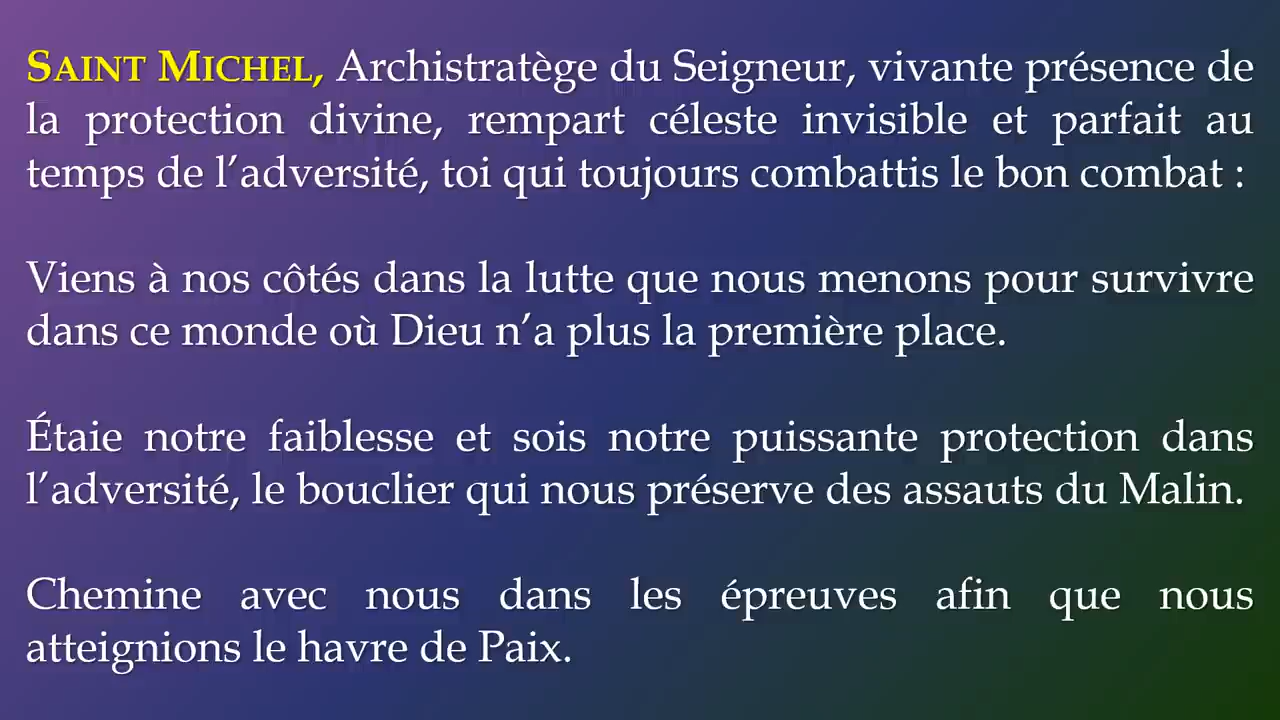 SAINT MICHEL, Archistratège du Seigneur, vivante présence de
la protection divine, rempart céleste invisible et parfait au
temps de l’adversité, toi qui toujours combattis le bon combat :
Viens à nos côtés dans la lutte que nous menons pour survivre
dans ce monde où Dieu n’a plus la première place.
Étaie notre faiblesse et sois notre puissante protection dans
l’adversité, le bouclier qui nous préserve des assauts du Malin.
Chemine avec nous dans les épreuves afin que nous
atteignions le havre de Paix.